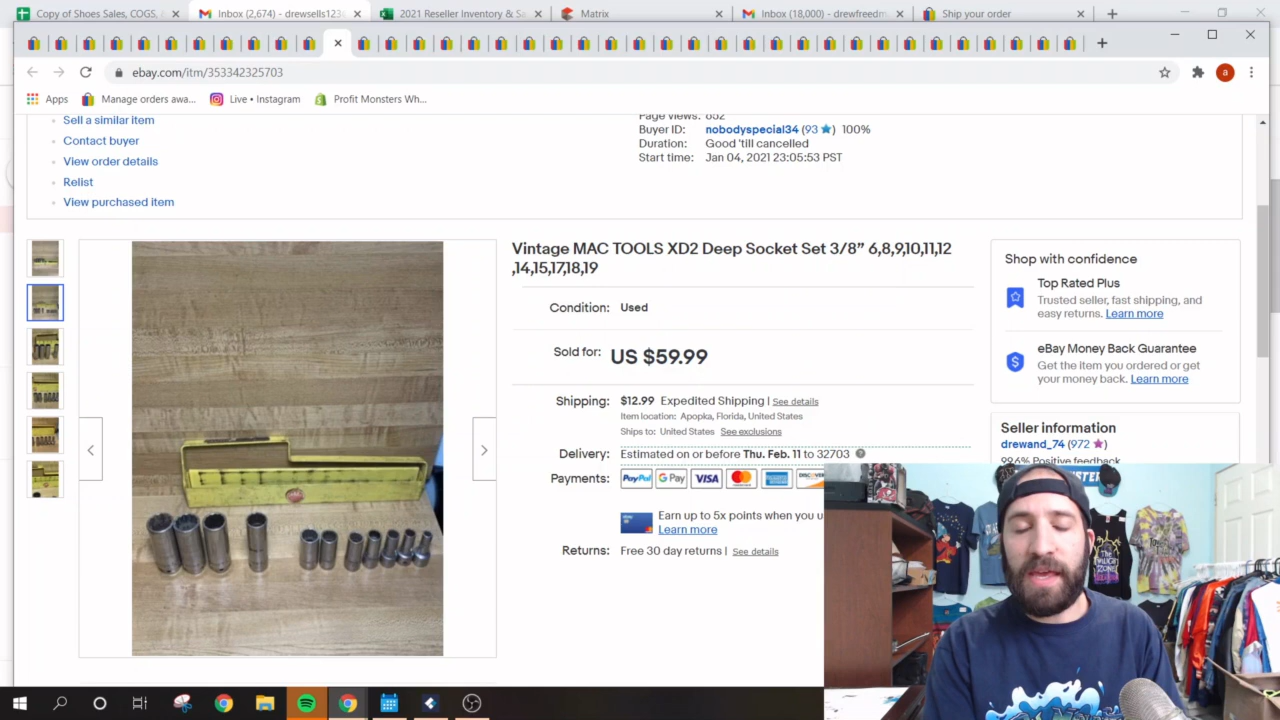 Copy of Shoes Sales, COGS,
Inbox (2,674) - drewsells123
2021 Reseller Inventory & Sa
Matrix
Inbox (18,000) - drewfreedm
Ship your order
ebay.com/itm/353342325703
a
Apps
Manage orders awa...
Live • Instagram
Profit Monsters Wh...
Sell a similar item
Contact buyer
View order details
Relist
View purchased item
Page views: 652
Buyer ID: nobodyspecial34 (93 ) 100%
Duration: Good 'till cancelled
Start time: Jan 04, 2021 23:05:53 PST
Vintage MAC TOOLS XD2 Deep Socket Set 3/8” 6,8,9,10,11,12
,14,15,17,18,19
Condition: Used
Sold for: US $59.99
Shipping: $12.99 Expedited Shipping | See details
Item location: Apopka, Florida, United States
Ships to: United States See exclusions
Delivery: Estimated on or before Thu. Feb. 11 to 32703
Payments: PayPal G Pay VISA
DISCOV
Earn up to 5x points when you u
Learn more
Returns: Free 30 day returns | See details
Shop with confidence
Top Rated Plus
Trusted seller, fast shipping, and
easy returns. Learn more
eBay Money Back Guarantee
Get the item you ordered or get
your money back. Learn more
Seller information
drewand_74 (972 )
99.6% Positive feedback